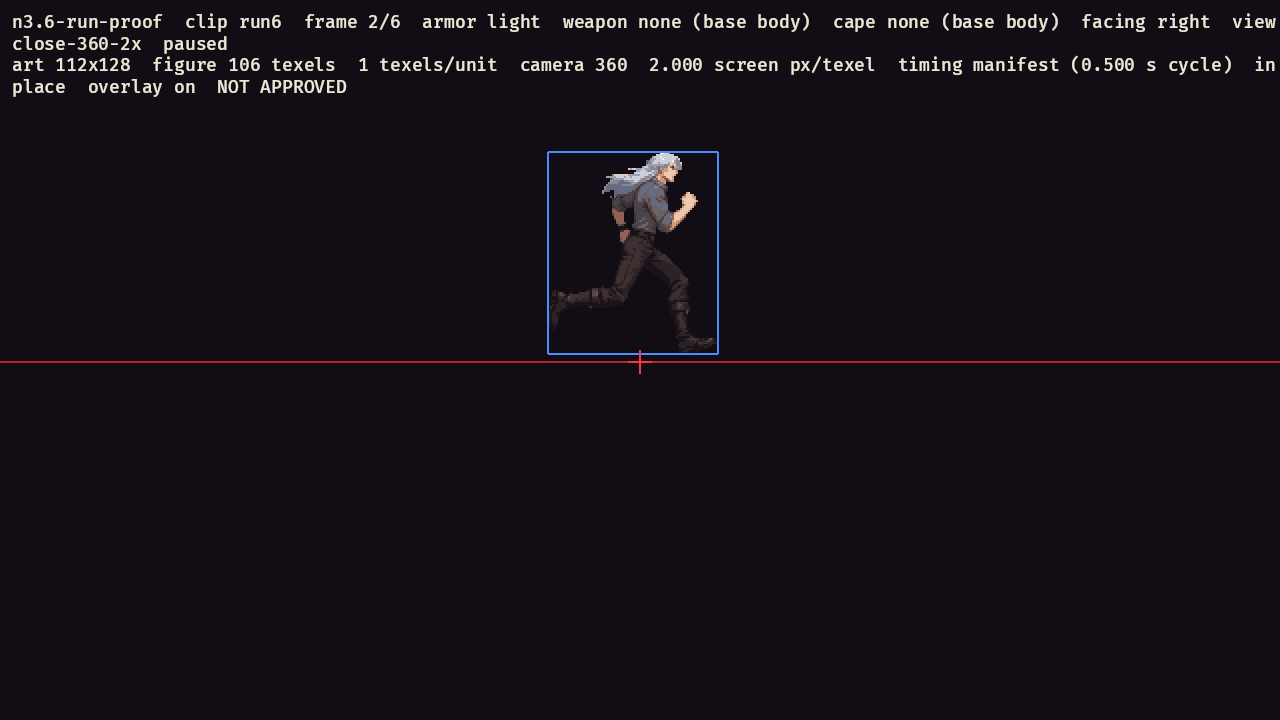 n3.6-run-proof  clip run6  frame 2/6  armor light  weapon none (base body)  cape none (base body)  facing right  view
close-360-2x  paused
art 112x128  figure 106 texels  1 texels/unit  camera 360  2.000 screen px/texel  timing manifest (0.500 s cycle)  in
place  overlay on  NOT APPROVED